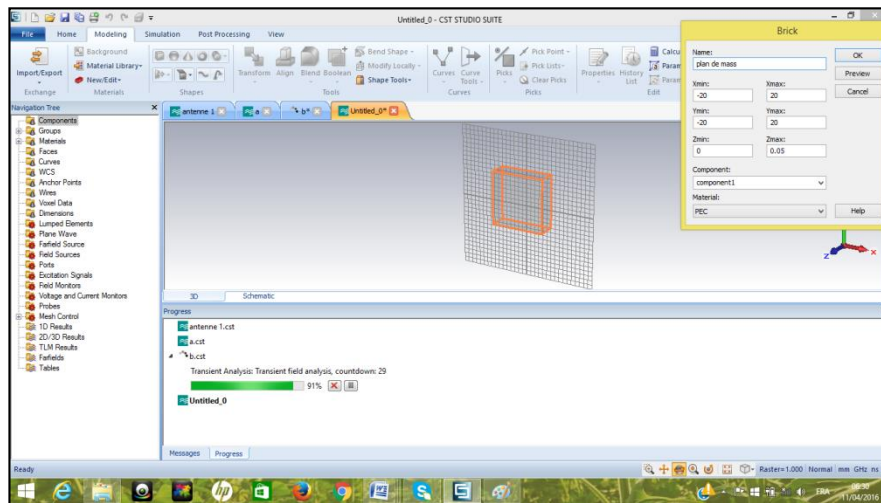 Untitled_0 - CST STUDIO SUITE
File Home Modeling Simulation Post Processing View
Import/Export
Background
Material Library
New/Edit
Exchange
Materials
Shapes
Transform Align Blend Boolean
Bend Shape
Modify Locally
Shape Tools
Tools
Curves Curve Tools
Curves
Picks
Pick Point
Pick Lists
Clear Picks
Picks
Properties History List
Calcu
Param
Param
Edit
Brick
Name:
plan de mass
OK
Preview
Cancel
Xmin: Xmax:
-20 20
Ymin: Ymax:
-20 20
Zmin: Zmax:
0 0.05
Component:
component1
Material:
PEC
Help
Navigation Tree
Components
Groups
Materials
Faces
Curves
WCS
Anchor Points
Wires
Voxel Data
Dimensions
Lumped Elements
Plane Wave
Farfield Source
Field Sources
Ports
Excitation Signals
Field Monitors
Voltage and Current Monitors
Probes
Mesh Control
1D Results
2D/3D Results
TLM Results
Farfields
Tables
antenne 1 a b* Untitled_0*
z x
3D Schematic
Progress
antenne 1.cst
a.cst
b.cst
Transient Analysis: Transient field analysis, countdown: 29
91%
Untitled_0
Messages Progress
Ready
Raster=1.000 Normal mm GHz ns
FRA
06:30
11/04/2016